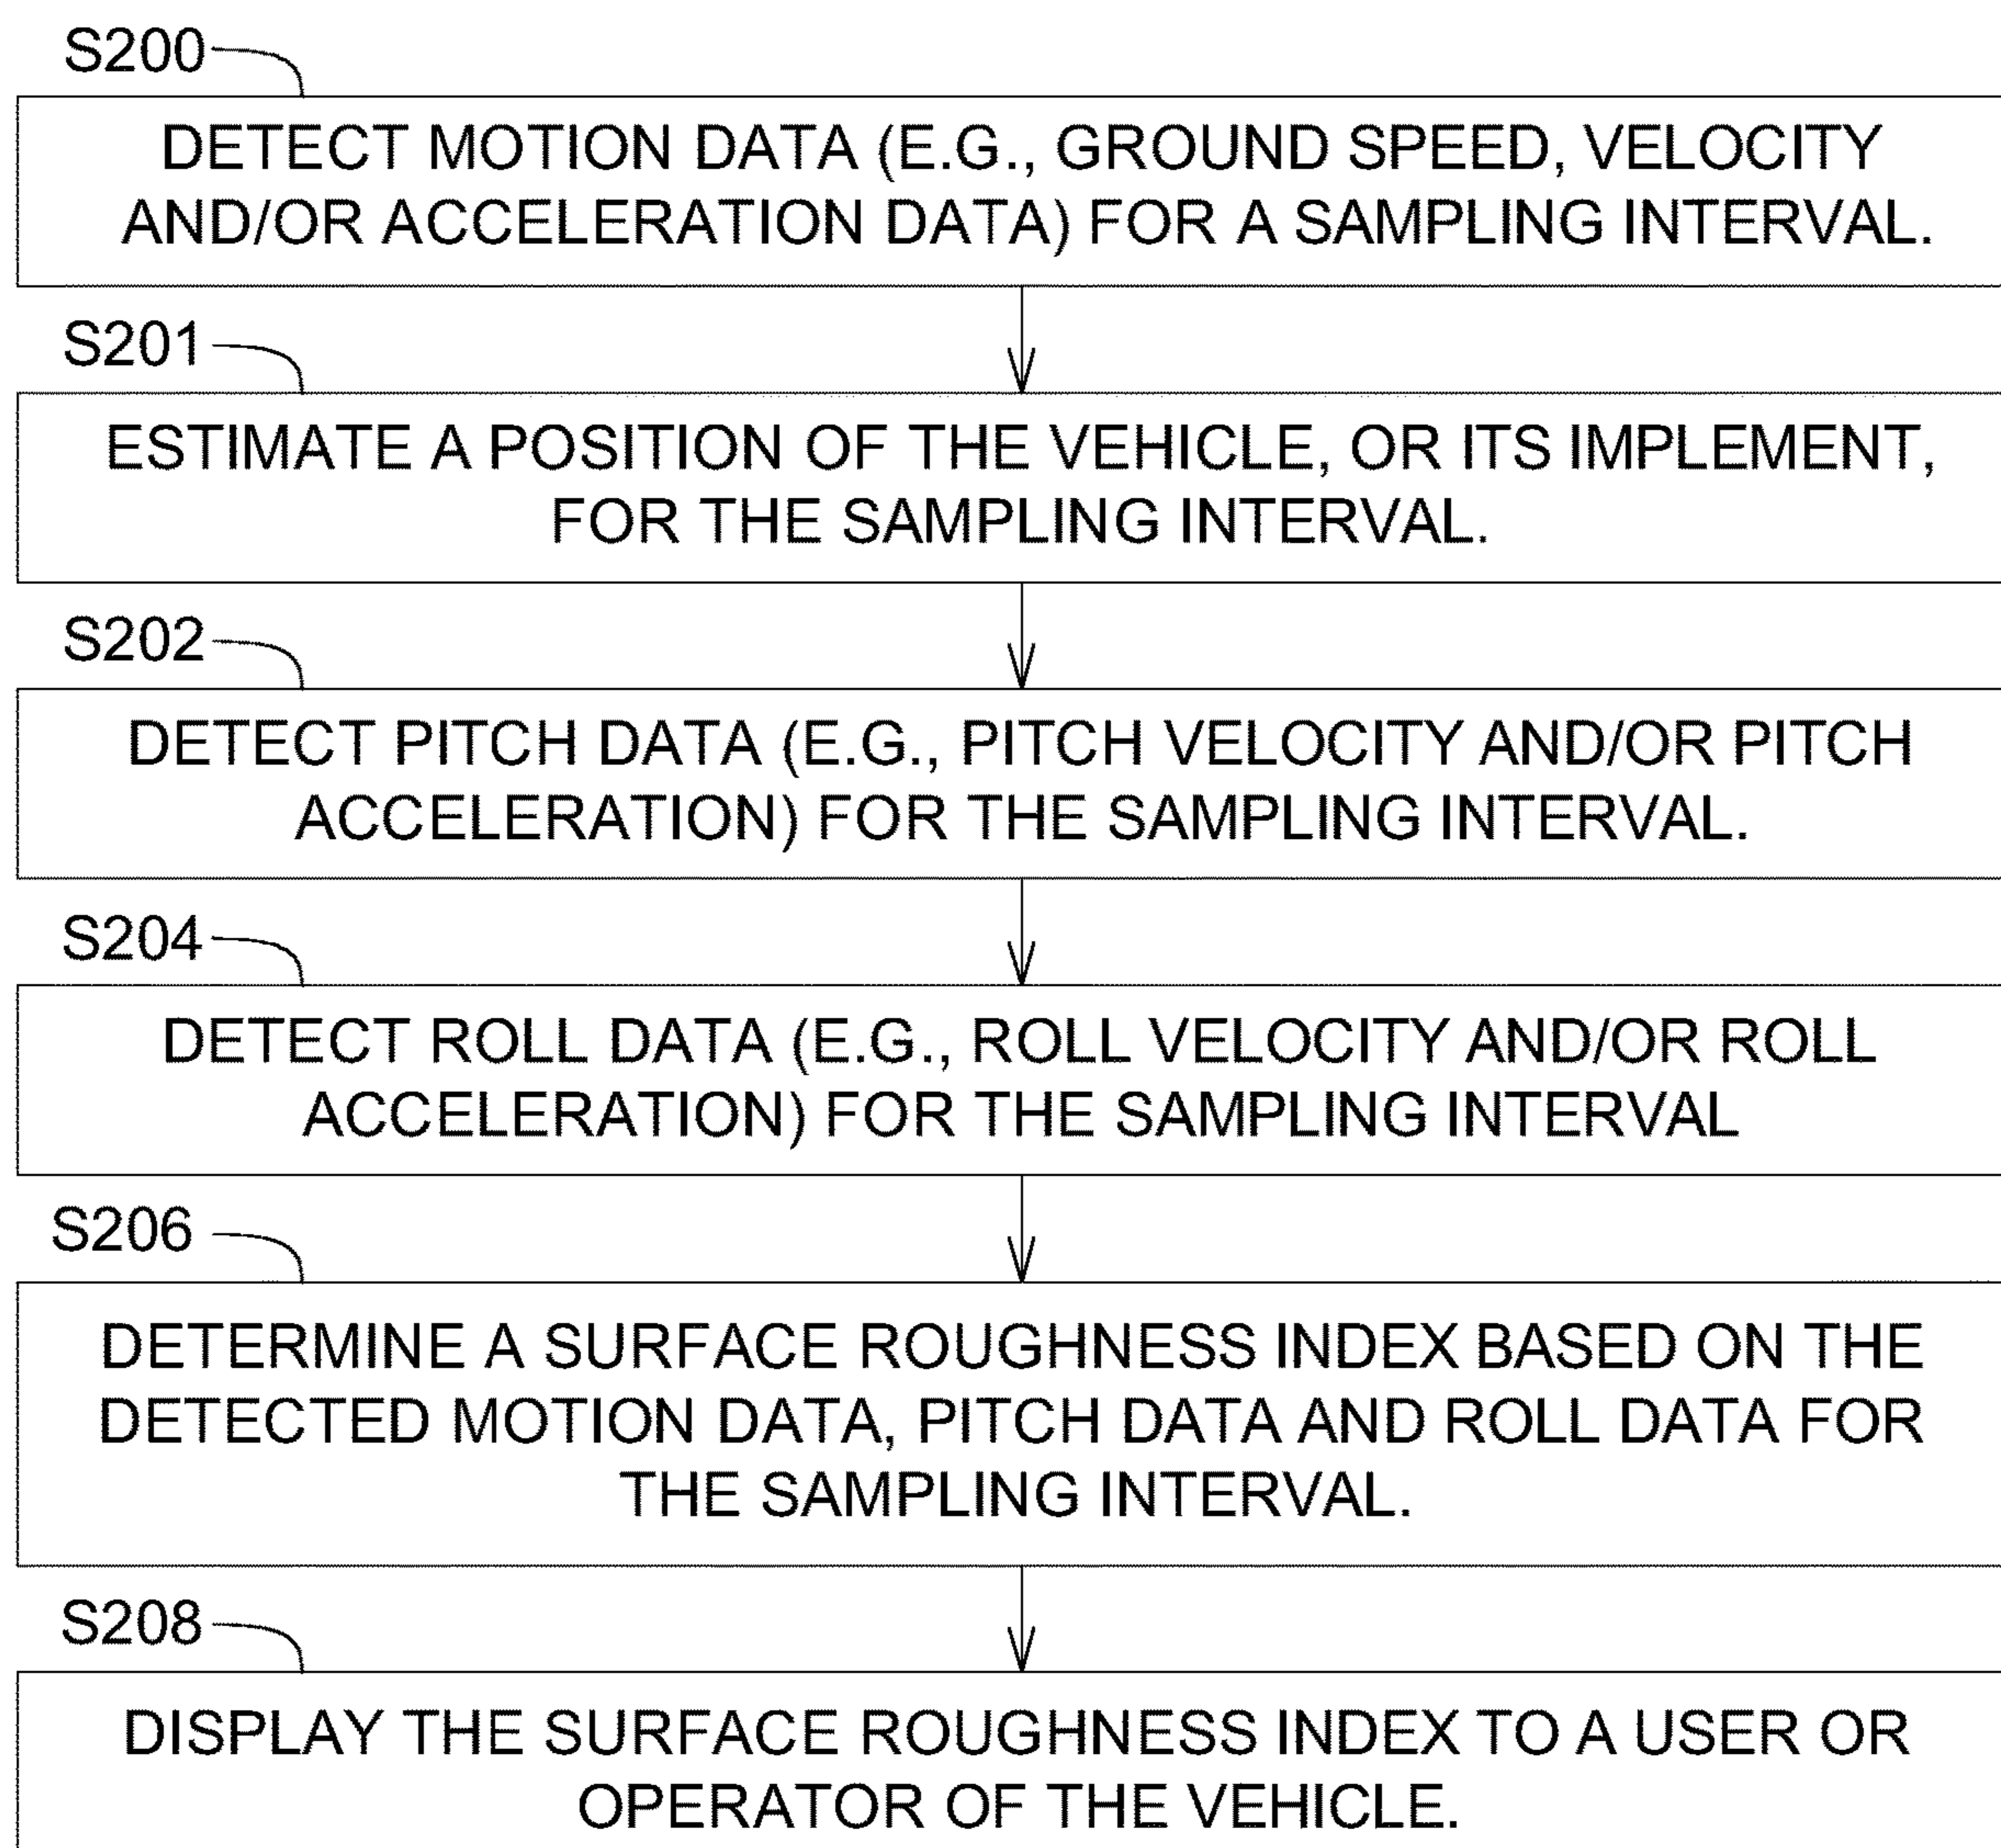 S200
DETECT MOTION DATA (E.G., GROUND SPEED, VELOCITY
AND/OR ACCELERATION DATA) FOR A SAMPLING INTERVAL.
S201
ESTIMATE A POSITION OF THE VEHICLE, OR ITS IMPLEMENT,
FOR THE SAMPLING INTERVAL.
S202
DETECT PITCH DATA (E.G., PITCH VELOCITY AND/OR PITCH
ACCELERATION) FOR THE SAMPLING INTERVAL.
S204
DETECT ROLL DATA (E.G., ROLL VELOCITY AND/OR ROLL
ACCELERATION) FOR THE SAMPLING INTERVAL
S206
DETERMINE A SURFACE ROUGHNESS INDEX BASED ON THE
DETECTED MOTION DATA, PITCH DATA AND ROLL DATA FOR
THE SAMPLING INTERVAL.
S208
DISPLAY THE SURFACE ROUGHNESS INDEX TO A USER OR
OPERATOR OF THE VEHICLE.